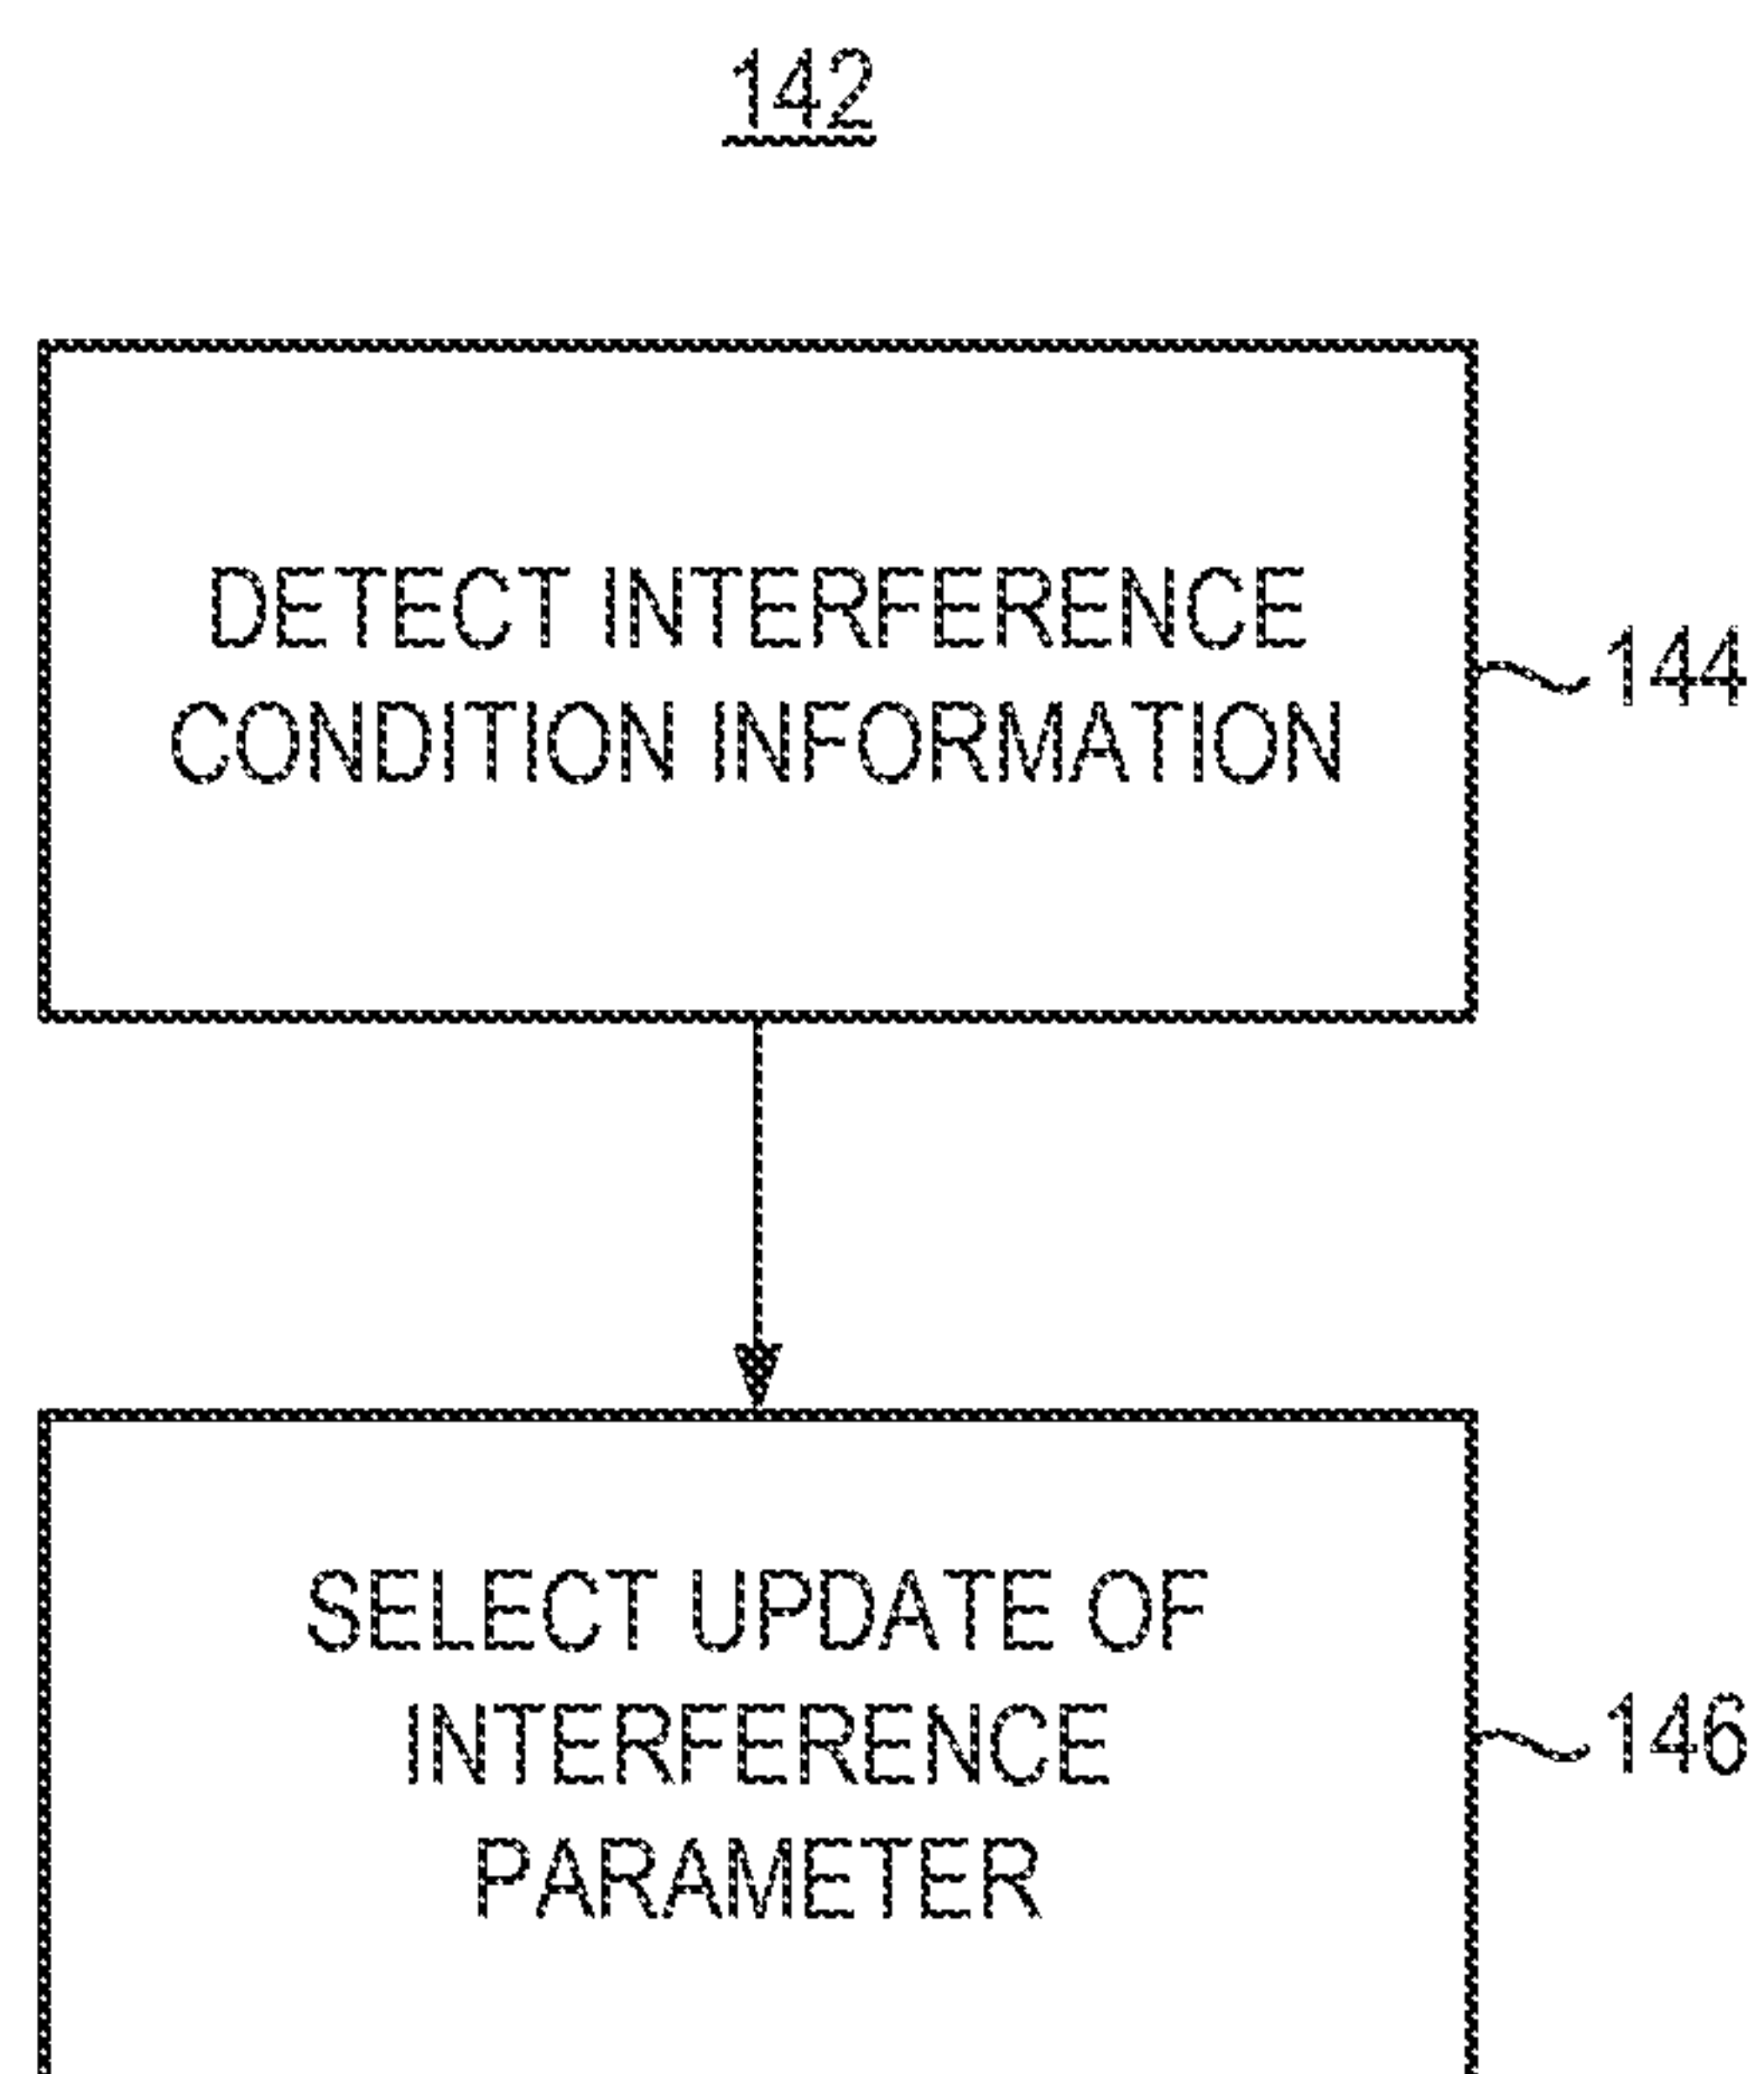 142
DETECT INTERFERENCE
CONDITION INFORMATION
144
SELECT UPDATE OF
INTERFERENCE
PARAMETER
146